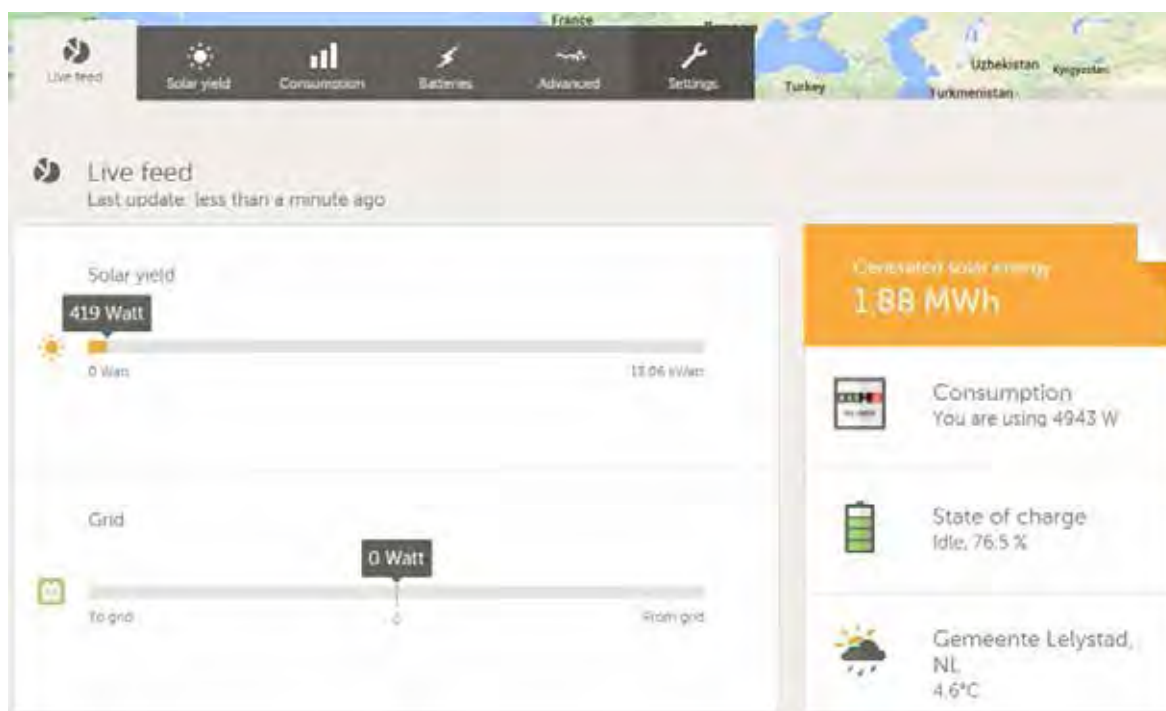 France
Uzbekistan
Kyrgyzstan
Turkey
Turkmenistan
Live feed
Solar yield
Consumption
Batteries
Advanced
Settings
Live feed
Last update: less than a minute ago
Solar yield
419 Watt
0 Watt
Generated solar energy
1.88 MWh
Consumption
You are using 4943 W
Grid
0 Watt
To grid
0
From grid
State of charge
Idle, 76.5 %
Gemeente Lelystad,
NL
4.6°C